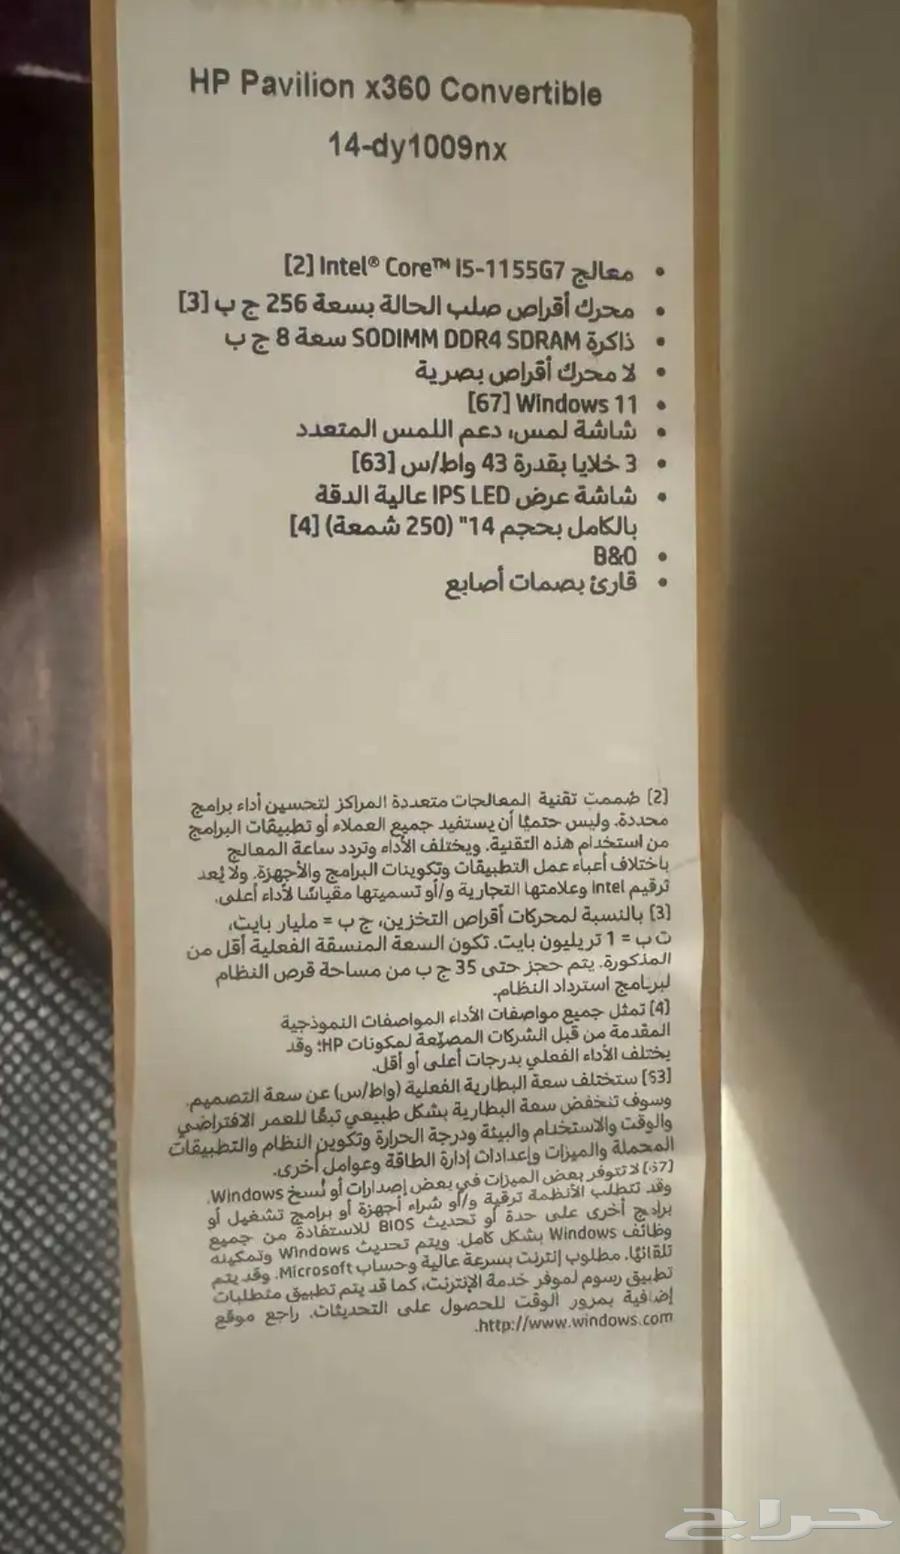 HP Pavilion x360 Convertible
14-dy1009nx
• معالج Intel® Core™ I5-1155G7 [2]
• محرك أقراص صلب الحالة بسعة 256 ج ب [3]
• ذاكرة SODIMM DDR4 SDRAM سعة 8 ج ب
• لا محرك أقراص بصرية
• Windows 11 [67]
• شاشة لمس، دعم اللمس المتعدد
• 3 خلايا بقدرة 43 واط/س [63]
• شاشة عرض IPS LED عالية الدقة
بالكامل بحجم 14" (250 شمعة) [4]
• B&O
• قارئ بصمات أصابع
[2] صُممت تقنية المعالجات متعددة المراكز لتحسين أداء برامج
محددة. وليس حتميًا أن يستفيد جميع العملاء أو تطبيقات البرامج
من استخدام هذه التقنية. ويختلف الأداء وتردد ساعة المعالج
باختلاف أعباء عمل التطبيقات وتكوينات البرامج والأجهزة. ولا يُعد
ترقيم Intel وعلامتها التجارية و/أو تسميتها مقياسًا لأداء أعلى.
[3] بالنسبة لمحركات أقراص التخزين، ج ب = مليار بايت،
ت ب = 1 تريليون بايت. تكون السعة المنسقة الفعلية أقل من
المذكورة. يتم حجز حتى 35 ج ب من مساحة قرص النظام
لبرنامج استرداد النظام.
[4] تمثل جميع مواصفات الأداء المواصفات النموذجية
المقدمة من قبل الشركات المصنّعة لمكونات HP؛ وقد
يختلف الأداء الفعلي بدرجات أعلى أو أقل.
[63] ستختلف سعة البطارية الفعلية (واط/س) عن سعة التصميم.
وسوف تنخفض سعة البطارية بشكل طبيعي تبعًا للعمر الافتراضي
والوقت والاستخدام والبيئة ودرجة الحرارة وتكوين النظام والتطبيقات
المحملة والميزات وإعدادات إدارة الطاقة وعوامل أخرى.
[67] لا تتوفر بعض الميزات في بعض إصدارات أو نُسخ Windows.
وقد تتطلب الأنظمة ترقية و/أو شراء أجهزة أو برامج تشغيل أو
برامج أخرى على حدة أو تحديث BIOS للاستفادة من جميع
وظائف Windows بشكل كامل. ويتم تحديث Windows وتمكينه
تلقائيًا. مطلوب إنترنت بسرعة عالية وحساب Microsoft. وقد يتم
تطبيق رسوم لموفر خدمة الإنترنت، كما قد يتم تطبيق متطلبات
إضافية بمرور الوقت للحصول على التحديثات. راجع موقع
http://www.windows.com.
حراج